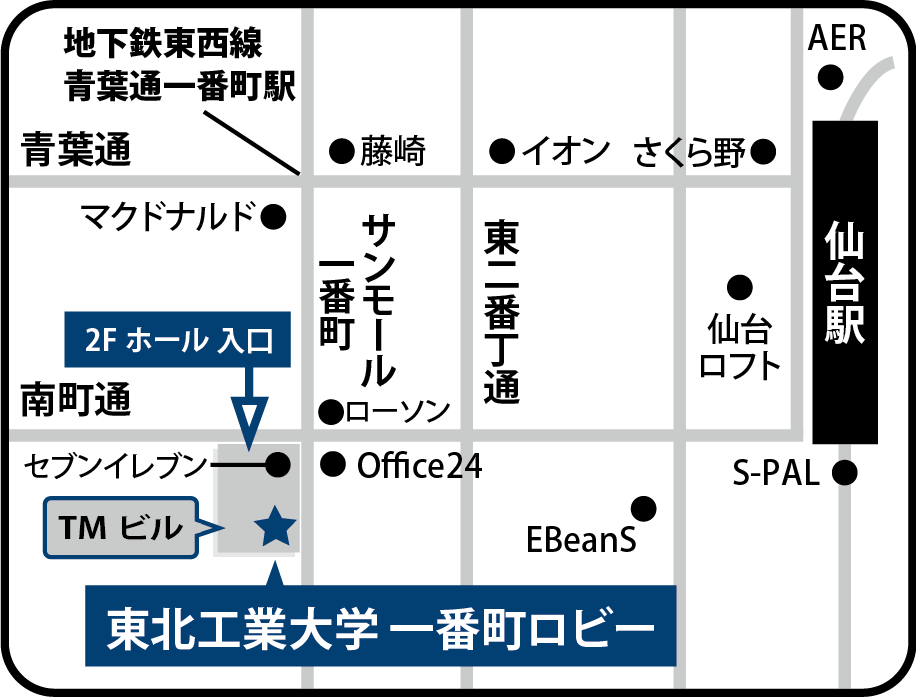 地下鉄東西線
青葉通一番町駅
AER
青葉通
藤崎
イオン
さくら野
マクドナルド
サンモール
一番町
東二番丁通
仙台駅
仙台
ロフト
2F ホール 入口
南町通
ローソン
セブンイレブン
Office24
S-PAL
TM ビル
EBeanS
東北工業大学 一番町ロビー